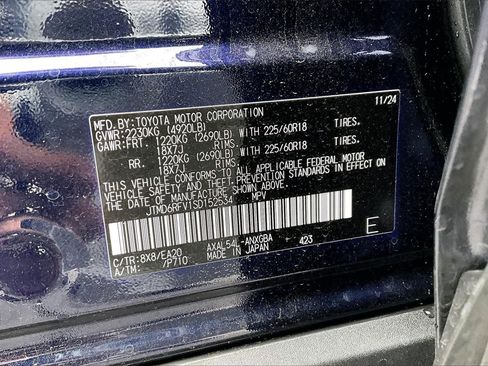 MFD. BY:TOYOTA MOTOR CORPORATION 11/24
GVWR:2230KG (4920LB)
GAWR:FRT. 1220KG (2690LB) WITH 225/60R18 TIRES.
18X7J RIMS.
RR. 1220KG (2690LB) WITH 225/60R18 TIRES.
18X7J RIMS.
THIS VEHICLE CONFORMS TO ALL APPLICABLE FEDERAL MOTOR
VEHICLE SAFETY AND THEFT PREVENTION STANDARDS IN EFFECT ON
THE DATE OF MANUFACTURE SHOWN ABOVE.
JTMD6RFV1SD152534 MPV
C/TR:8X8/EA20 AXAL54L-ANXGBA 423
A/TM: /P710 MADE IN JAPAN E